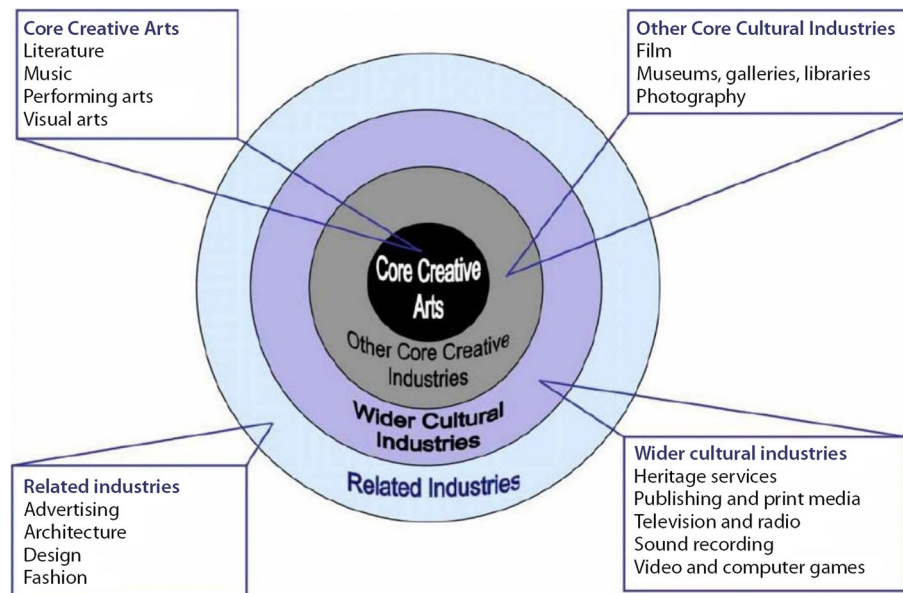 Core Creative Arts
Literature
Music
Performing arts
Visual arts
Other Core Cultural Industries
Film
Museums, galleries, libraries
Photography
Core Creative
Arts
Other Core Creative
Industries
Wider Cultural
Industries
Related Industries
Related industries
Advertising
Architecture
Design
Fashion
Wider cultural industries
Heritage services
Publishing and print media
Television and radio
Sound recording
Video and computer games